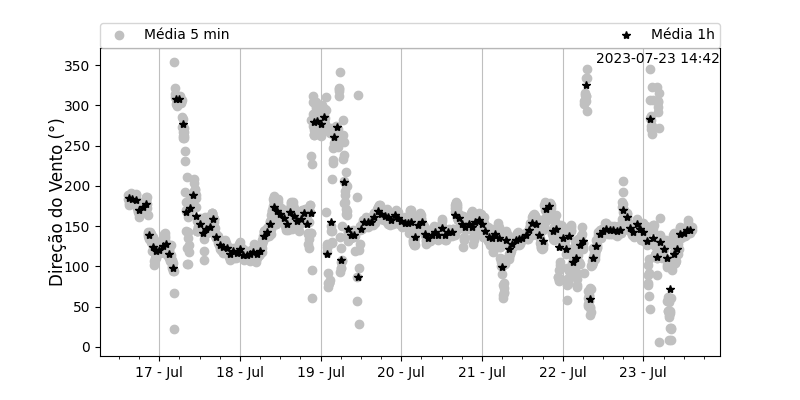 Média 5 min
Média 1h
2023-07-23 14:42
Direção do Vento (°)
350
300
250
200
150
100
50
0
17 - Jul
18 - Jul
19 - Jul
20 - Jul
21 - Jul
22 - Jul
23 - Jul